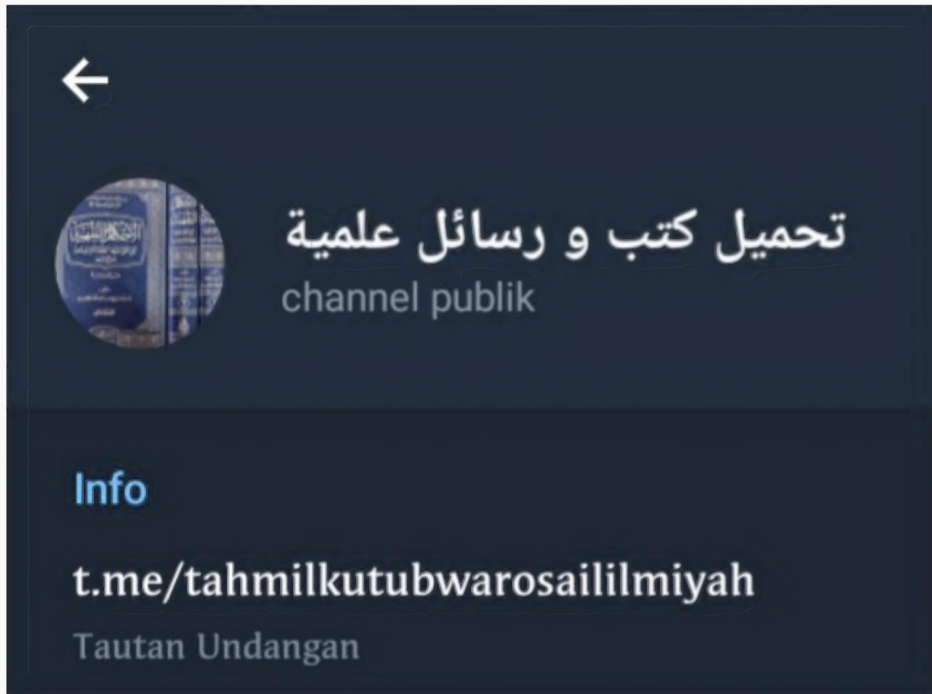 تحميل كتب و رسائل علمية
channel publik
Info
t.me/tahmilkutubwarosaililmiyah
Tautan Undangan